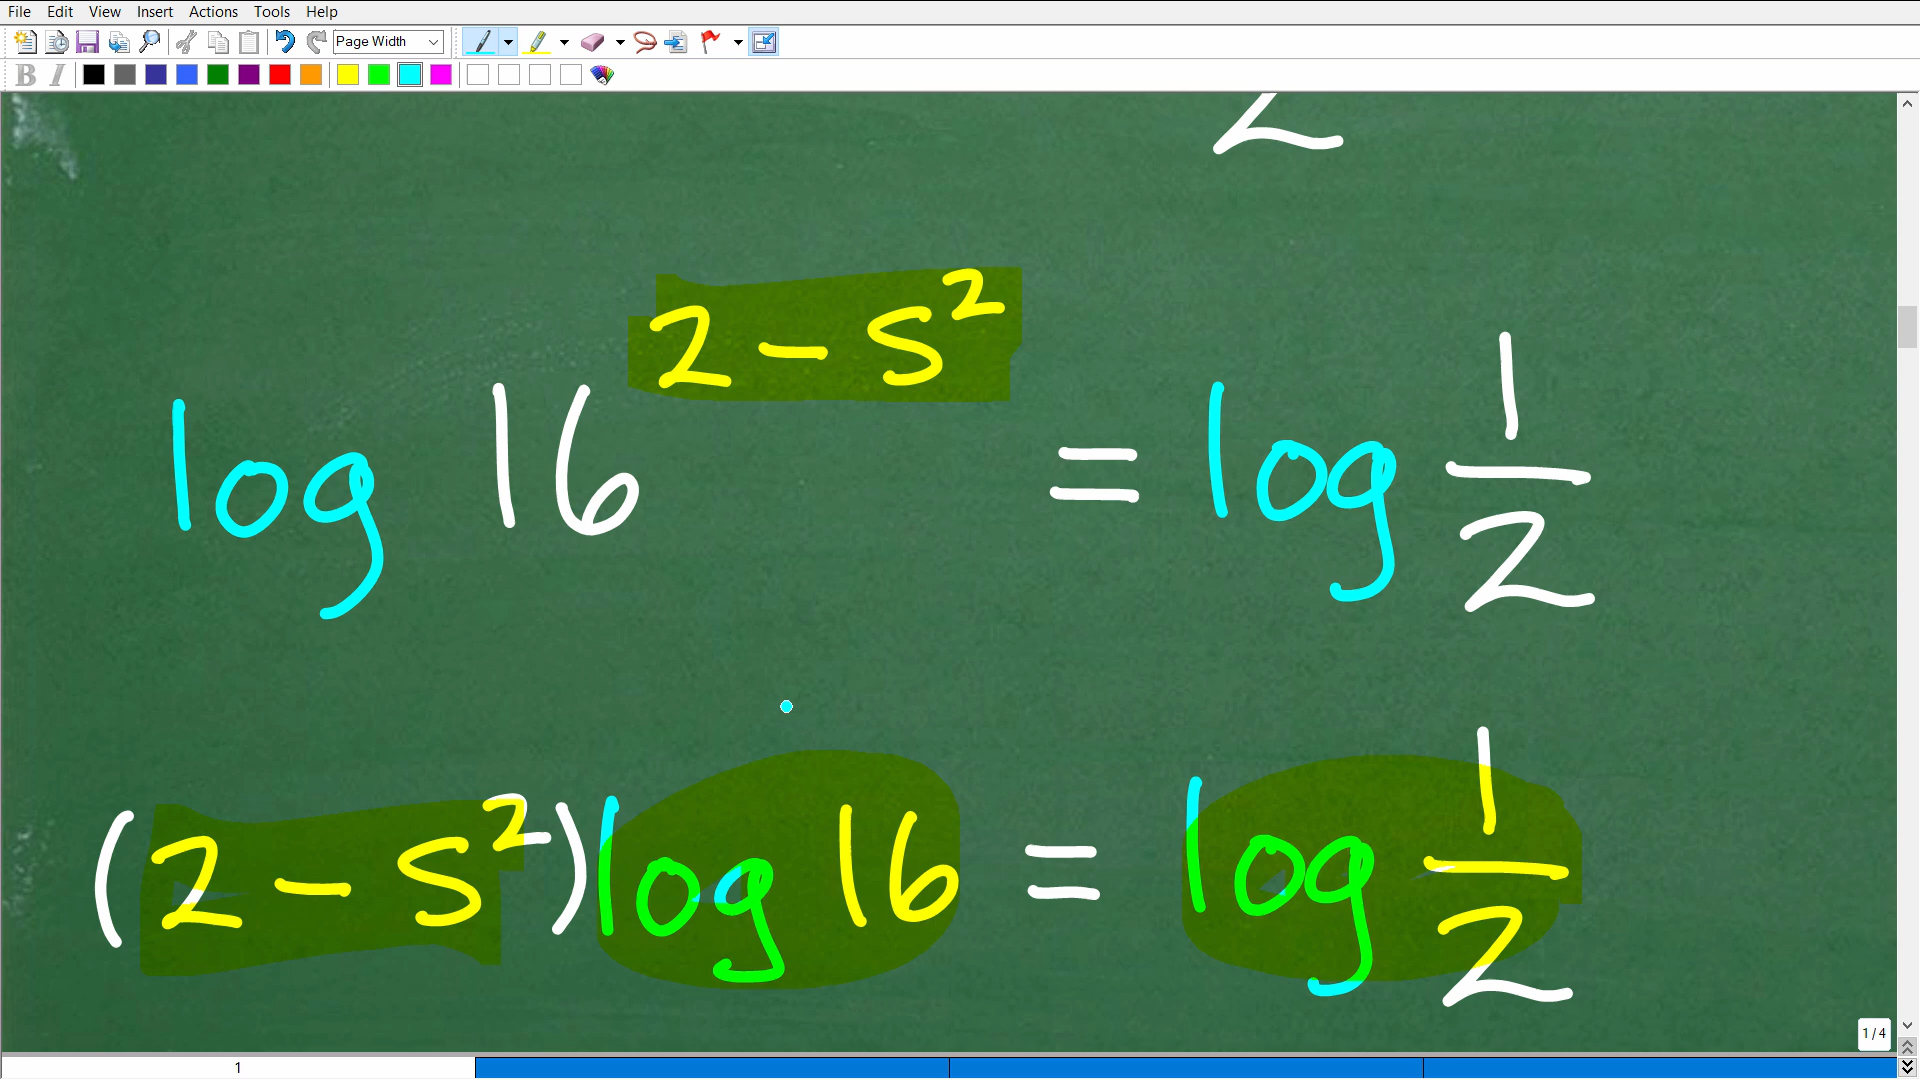 File Edit View Insert Actions Tools Help
Page Width
B I
2
log 16^(2 - s²) = log 1/2
(2 - s²) log 16 = log 1/2
1 / 4
1